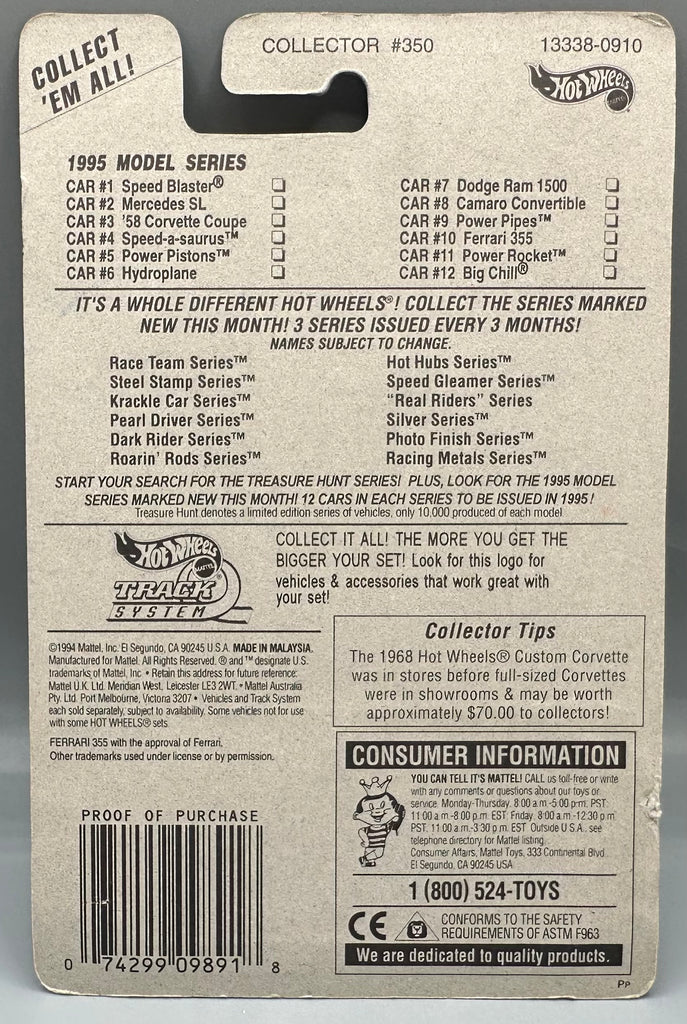 COLLECT
'EM ALL!
COLLECTOR #350
13338-0910
Hot Wheels
MATTEL
1995 MODEL SERIES
CAR #1 Speed Blaster®
CAR #2 Mercedes SL
CAR #3 '58 Corvette Coupe
CAR #4 Speed-a-saurus™
CAR #5 Power Pistons™
CAR #6 Hydroplane
CAR #7 Dodge Ram 1500
CAR #8 Camaro Convertible
CAR #9 Power Pipes™
CAR #10 Ferrari 355
CAR #11 Power Rocket™
CAR #12 Big Chill®
IT'S A WHOLE DIFFERENT HOT WHEELS®! COLLECT THE SERIES MARKED
NEW THIS MONTH! 3 SERIES ISSUED EVERY 3 MONTHS!
NAMES SUBJECT TO CHANGE.
Race Team Series™
Steel Stamp Series™
Krackle Car Series™
Pearl Driver Series™
Dark Rider Series™
Roarin' Rods Series™
Hot Hubs Series™
Speed Gleamer Series™
"Real Riders" Series
Silver Series™
Photo Finish Series™
Racing Metals Series™
START YOUR SEARCH FOR THE TREASURE HUNT SERIES! PLUS, LOOK FOR THE 1995 MODEL
SERIES MARKED NEW THIS MONTH! 12 CARS IN EACH SERIES TO BE ISSUED IN 1995!
Treasure Hunt denotes a limited edition series of vehicles, only 10,000 produced of each model
Hot Wheels
MATTEL
TRACK®
SYSTEM
COLLECT IT ALL! THE MORE YOU GET THE
BIGGER YOUR SET! Look for this logo for
vehicles & accessories that work great with
your set!
©1994 Mattel, Inc. El Segundo, CA 90245 U.S.A. MADE IN MALAYSIA.
Manufactured for Mattel. All Rights Reserved. ® and ™ designate U.S.
trademarks of Mattel, Inc. • Retain this address for future reference:
Mattel U.K. Ltd. Meridian West, Leicester LE3 2WT. • Mattel Australia
Pty. Ltd. Port Melbourne, Victoria 3207 • Vehicles and Track System
each sold separately, subject to availability. Some vehicles not for use
with some HOT WHEELS® sets.
FERRARI 355 with the approval of Ferrari.
Other trademarks used under license or by permission.
Collector Tips
The 1968 Hot Wheels® Custom Corvette
was in stores before full-sized Corvettes
were in showrooms & may be worth
approximately $70.00 to collectors!
CONSUMER INFORMATION
YOU CAN TELL IT'S MATTEL! CALL us toll-free or write
with any comments or questions about our toys or
service. Monday-Thursday. 8:00 a.m.-5:00 p.m. PST.
11:00 a.m.-8:00 p.m. EST. Friday. 8:00 a.m.-12:30 p.m.
PST. 11:00 a.m.-3:30 p.m. EST. Outside U.S.A., see
telephone directory for Mattel listing.
Consumer Affairs, Mattel Toys, 333 Continental Blvd.
El Segundo, CA 90245 USA
1 (800) 524-TOYS
CE
CONFORMS TO THE SAFETY
REQUIREMENTS OF ASTM F963
We are dedicated to quality products.
PROOF OF PURCHASE
0 74299 09891 8
PP